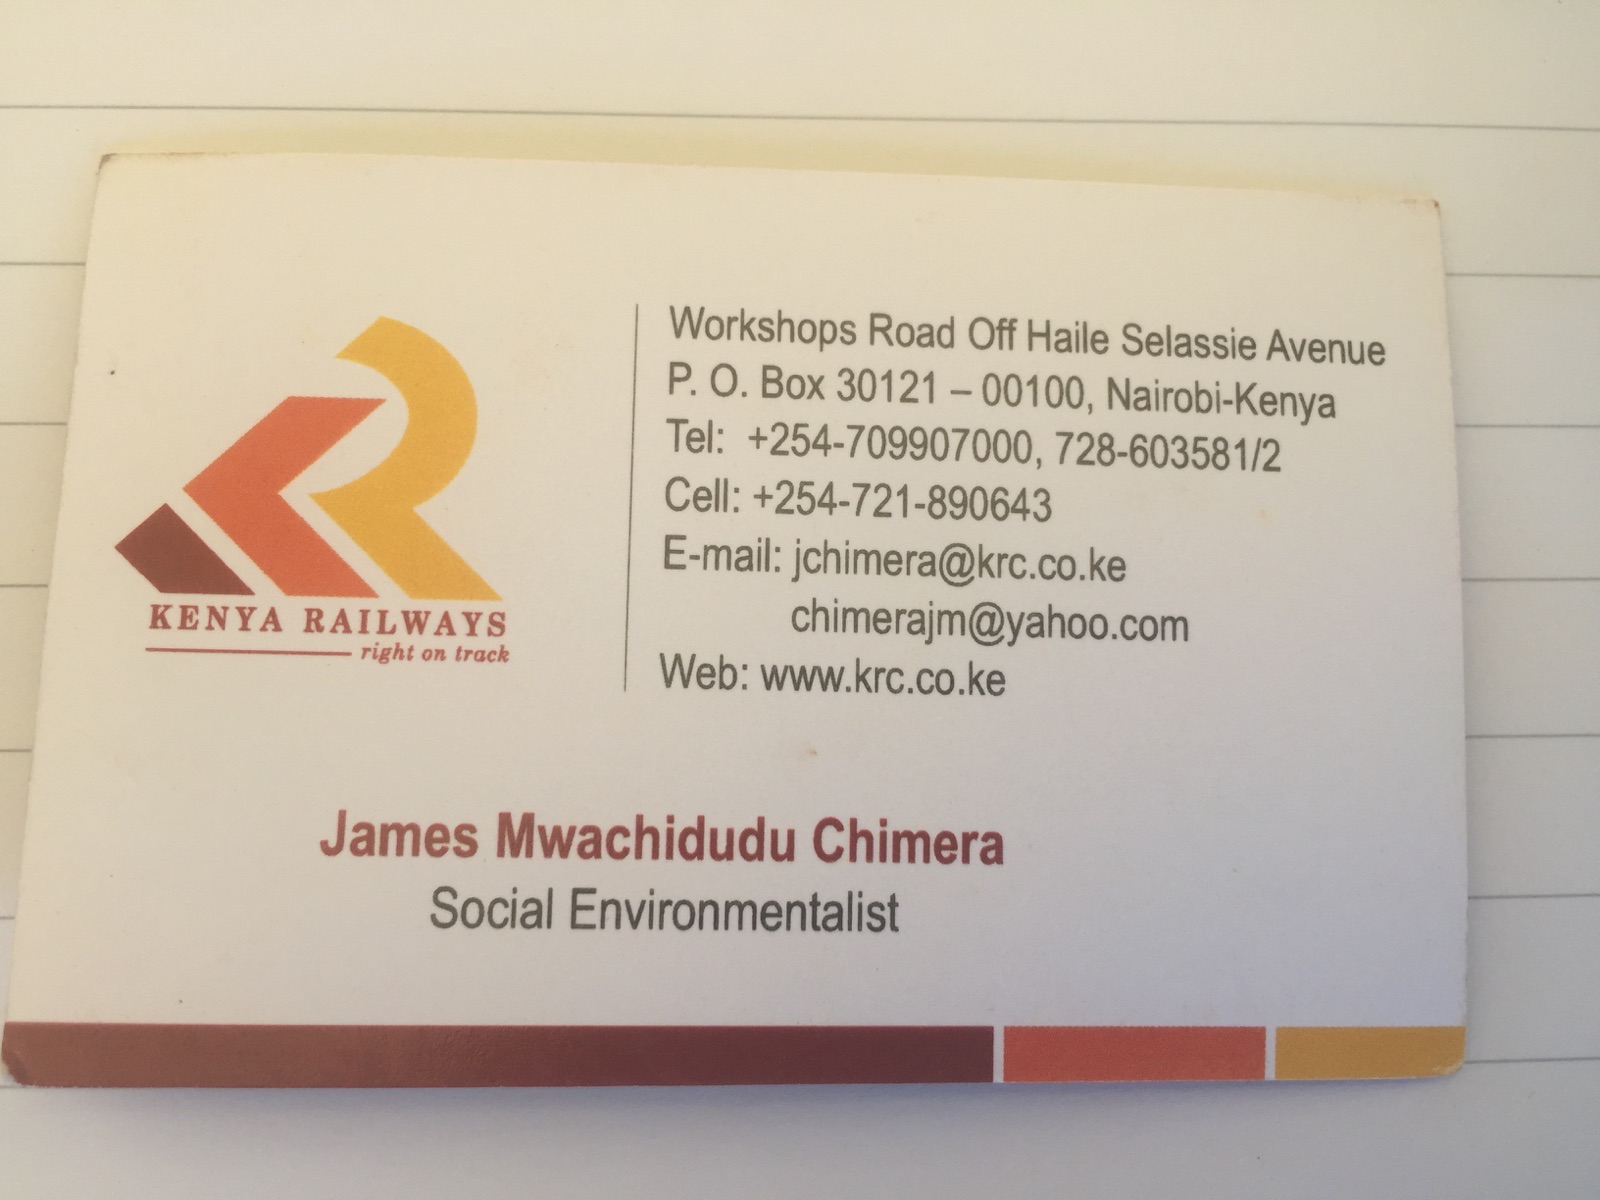 KENYA RAILWAYS
right on track
Workshops Road Off Haile Selassie Avenue
P. O. Box 30121 – 00100, Nairobi-Kenya
Tel: +254-709907000, 728-603581/2
Cell: +254-721-890643
E-mail: jchimera@krc.co.ke
chimerajm@yahoo.com
Web: www.krc.co.ke
James Mwachidudu Chimera
Social Environmentalist